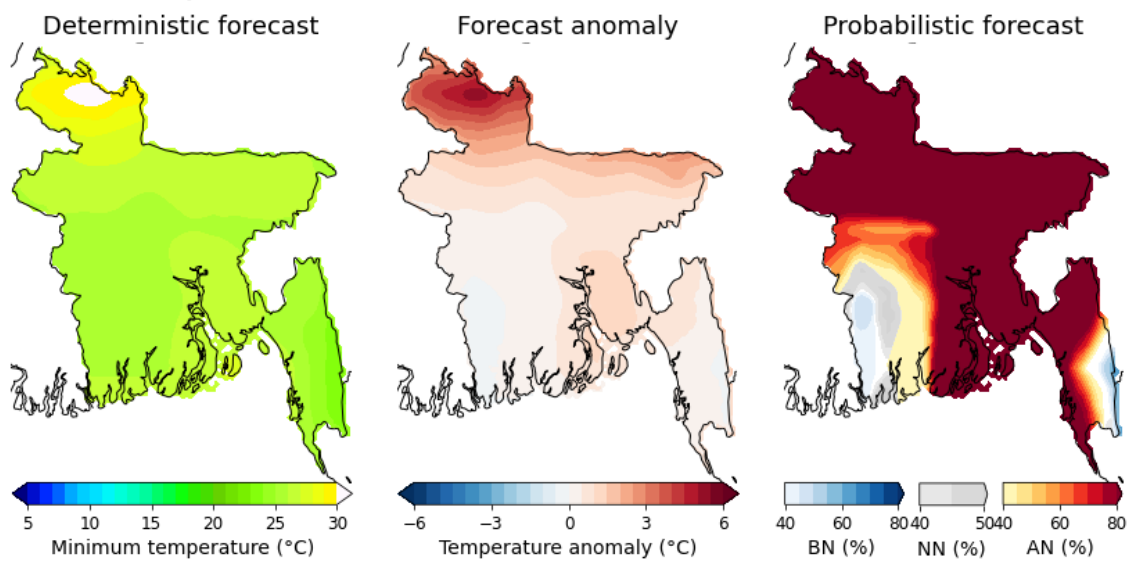 Deterministic forecast
Forecast anomaly
Probabilistic forecast
5 10 15 20 25 30
Minimum temperature (°C)
−6 −3 0 3 6
Temperature anomaly (°C)
40 60 80
BN (%)
40 50
NN (%)
40 60 80
AN (%)